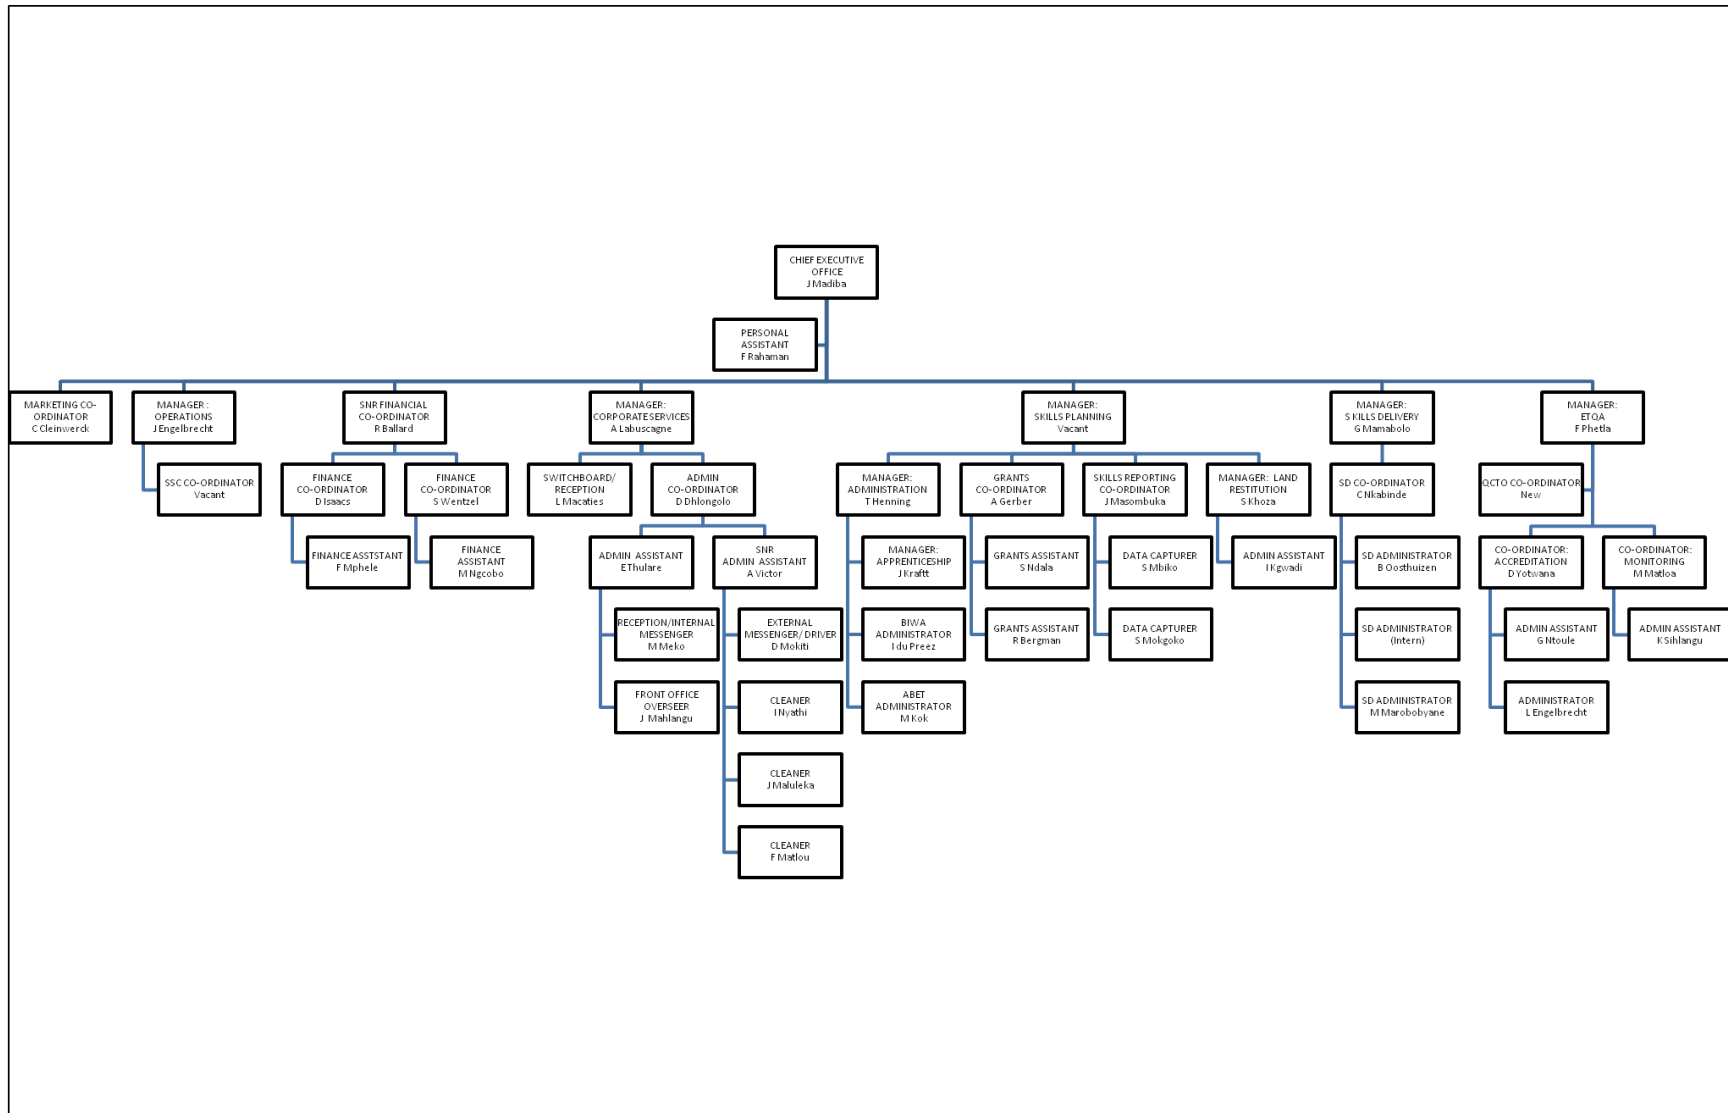 CHIEF EXECUTIVE
OFFICE
J Madiba
PERSONAL
ASSISTANT
F Rahaman
MARKETING CO-
ORDINATOR
C Cleinwerck
MANAGER :
OPERATIONS
J Engelbrecht
SNR FINANCIAL
CO-ORDINATOR
R Ballard
MANAGER:
CORPORATE SERVICES
A Labuscagne
MANAGER:
SKILLS PLANNING
Vacant
MANAGER:
SKILLS DELIVERY
G Mamabolo
MANAGER:
ETQA
F Phetla
SSC CO-ORDINATOR
Vacant
FINANCE
CO-ORDINATOR
D Isaacs
FINANCE
CO-ORDINATOR
S Wentzel
SWITCHBOARD/
RECEPTION
L Macaties
ADMIN
CO-ORDINATOR
D Dhlongolo
MANAGER:
ADMINISTRATION
T Henning
GRANTS
CO-ORDINATOR
A Gerber
SKILLS REPORTING
CO-ORDINATOR
J Masombuka
MANAGER: LAND
RESTITUTION
S Khoza
SD CO-ORDINATOR
C Nkabinde
QCTO CO-ORDINATOR
New
FINANCE ASSTSTANT
F Mphele
FINANCE
ASSISTANT
M Ngcobo
ADMIN ASSISTANT
E Thulare
SNR
ADMIN ASSISTANT
A Victor
MANAGER:
APPRENTICESHIP
J Kraftt
GRANTS ASSISTANT
S Ndala
DATA CAPTURER
S Mbiko
ADMIN ASSISTANT
I Kgwadi
SD ADMINISTRATOR
B Oosthuizen
CO-ORDINATOR:
ACCREDITATION
D Yotwana
CO-ORDINATOR:
MONITORING
M Matloa
RECEPTION/INTERNAL
MESSENGER
M Meko
EXTERNAL
MESSENGER/ DRIVER
D Mokiti
BIWA
ADMINISTRATOR
I du Preez
GRANTS ASSISTANT
R Bergman
DATA CAPTURER
S Mokgoko
SD ADMINISTRATOR
(Intern)
ADMIN ASSISTANT
G Ntoule
ADMIN ASSISTANT
K Sihlangu
FRONT OFFICE
OVERSEER
J Mahlangu
CLEANER
I Nyathi
ABET
ADMINISTRATOR
M Kok
SD ADMINISTRATOR
M Marobobyane
ADMINISTRATOR
L Engelbrecht
CLEANER
J Maluleka
CLEANER
F Matlou